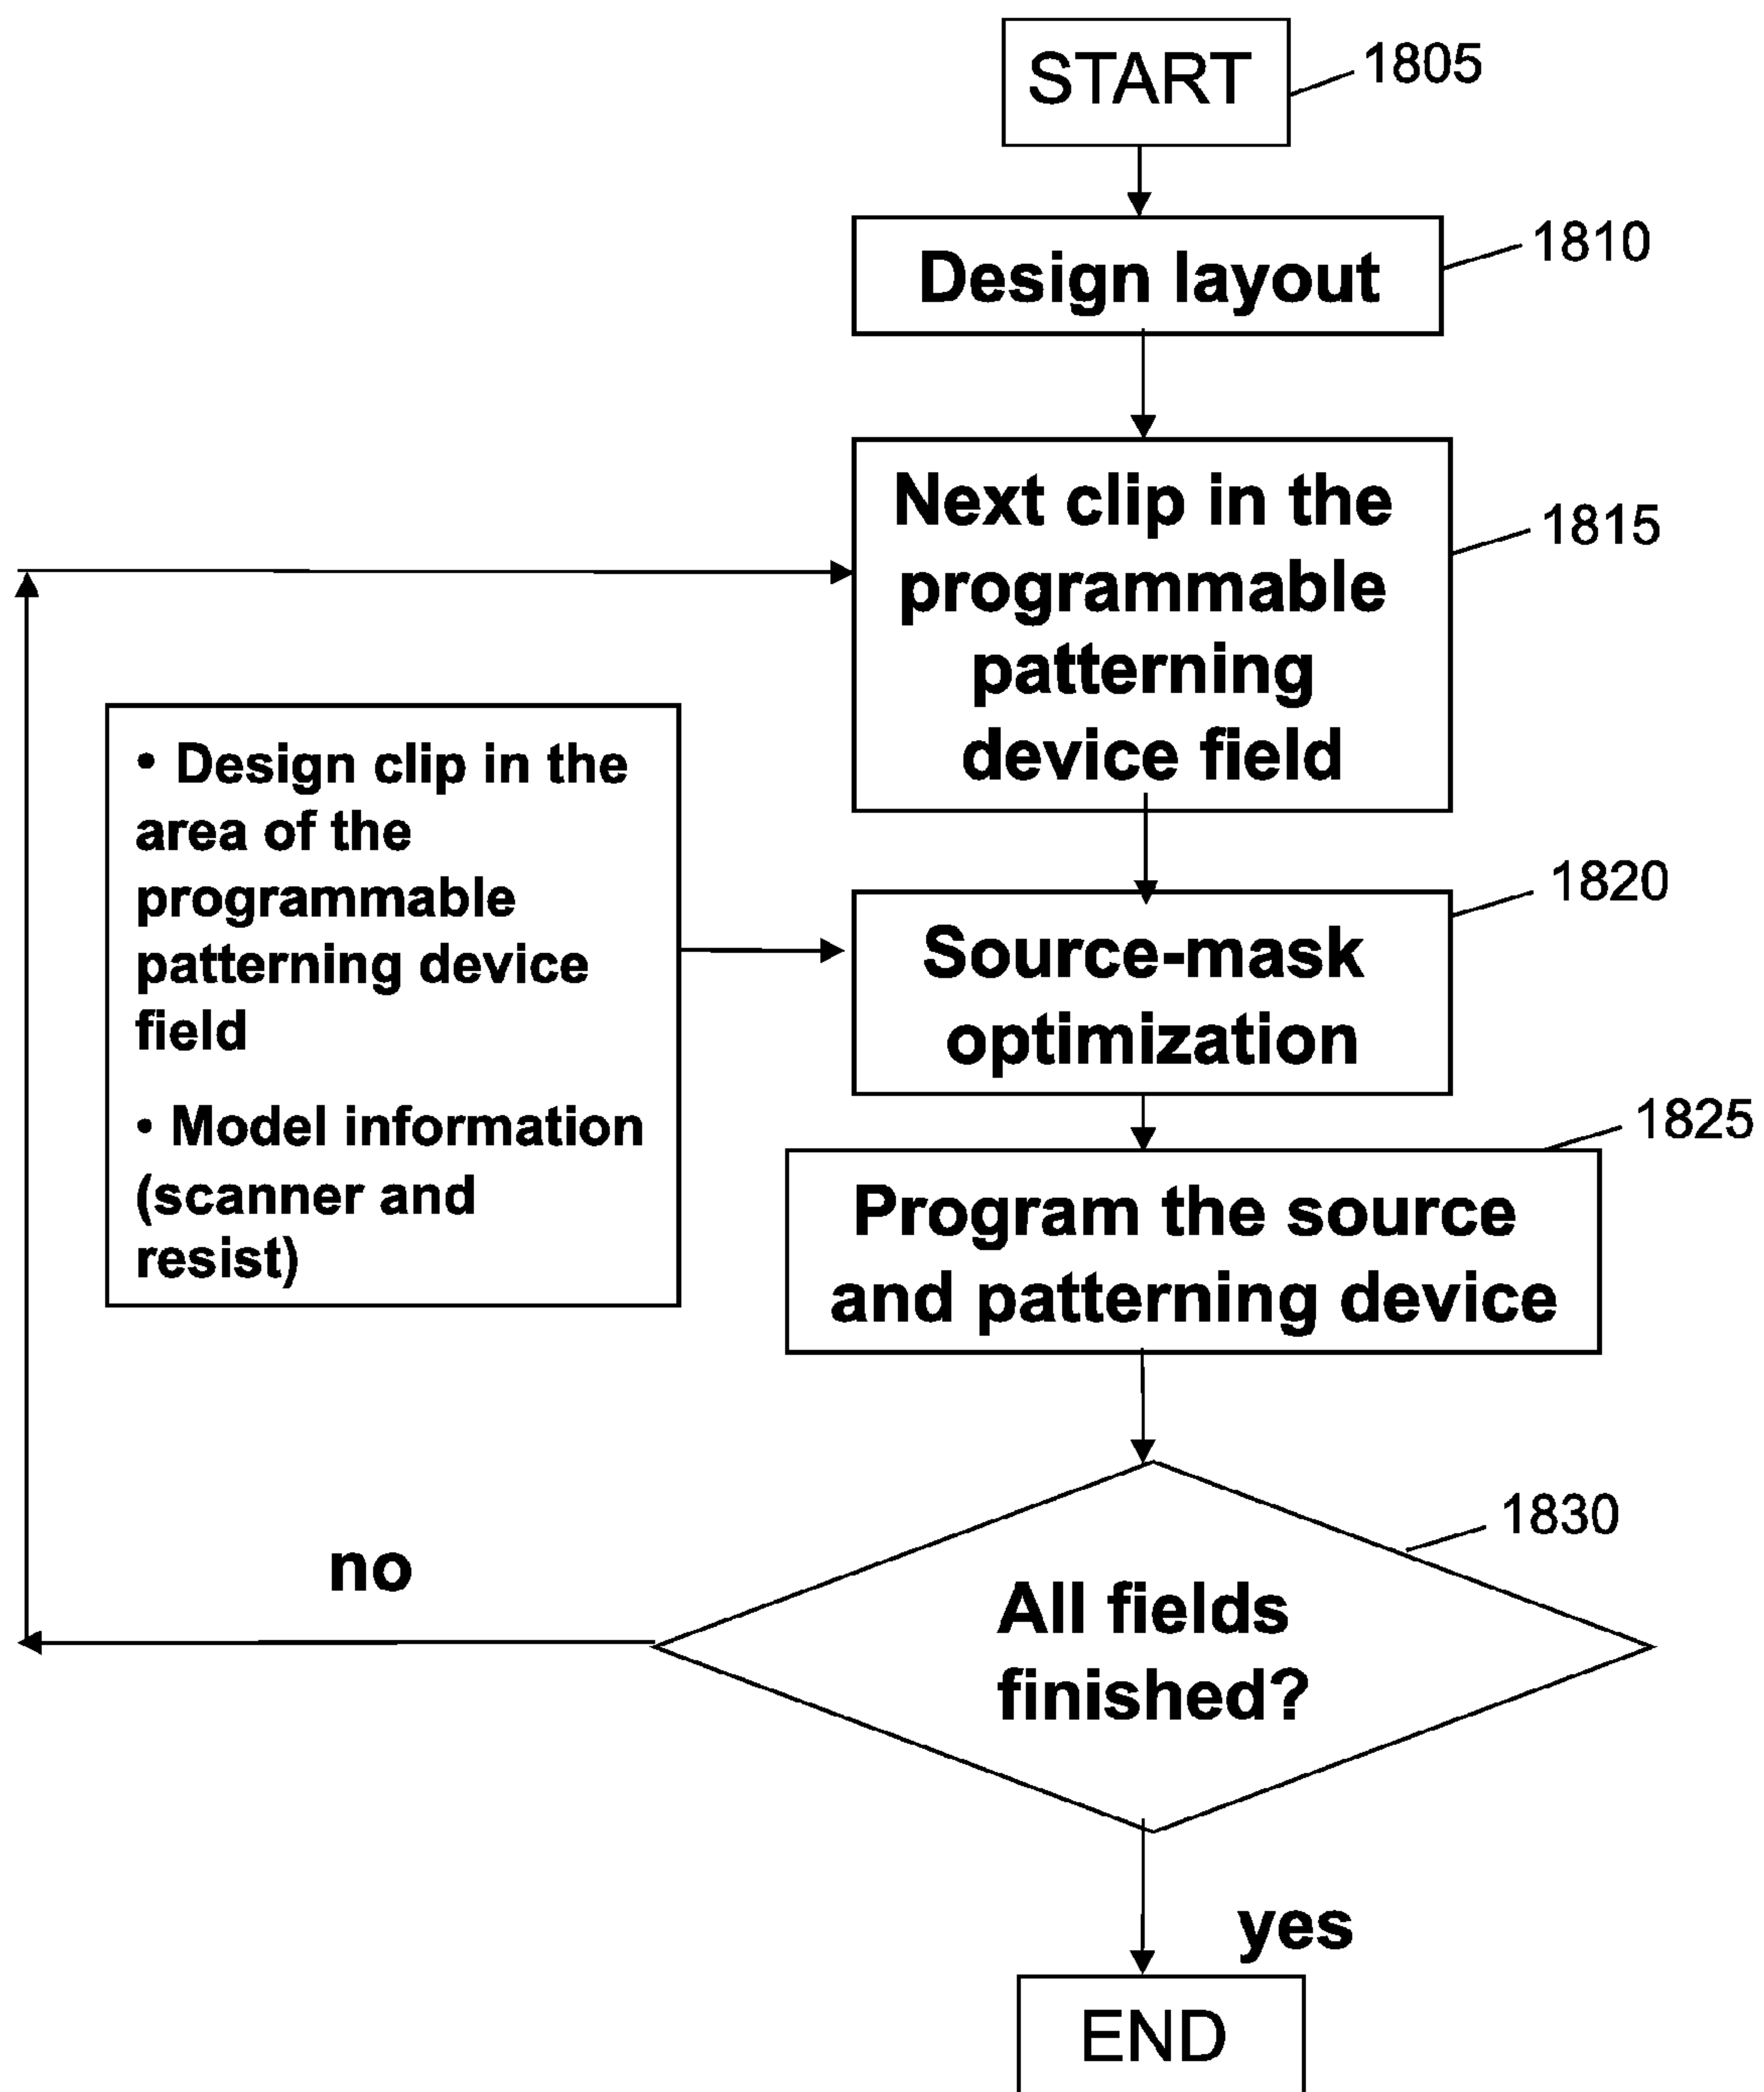 START
1805
Design layout
1810
Next clip in the
programmable
patterning
device field
1815
• Design clip in the
area of the
programmable
patterning device
field
• Model information
(scanner and
resist)
Source-mask
optimization
1820
Program the source
and patterning device
1825
All fields
finished?
1830
no
yes
END